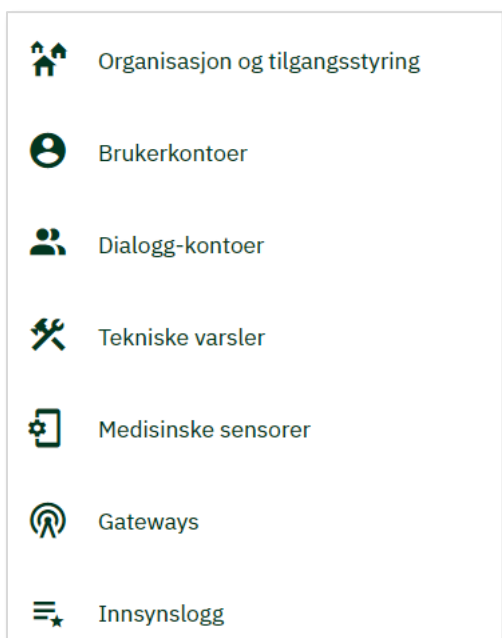 Organisasjon og tilgangsstyring
Brukerkontoer
Dialogg-kontoer
Tekniske varsler
Medisinske sensorer
Gateways
Innsynslogg